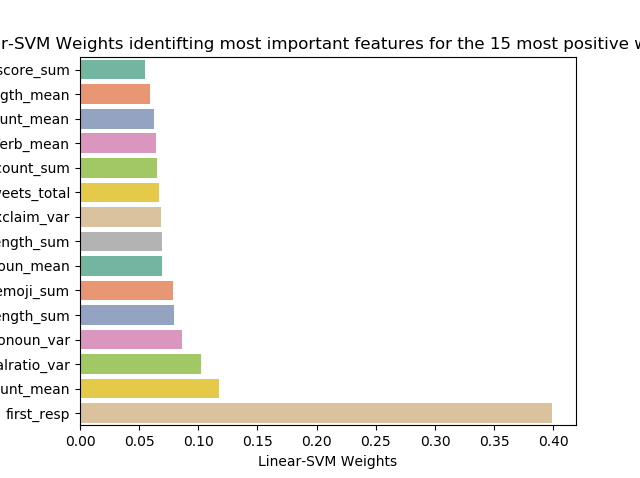 r-SVM Weights identifting most important features for the 15 most positive w
score_sum
gth_mean
unt_mean
erb_mean
count_sum
eets_total
xclaim_var
ength_sum
oun_mean
emoji_sum
ength_sum
onoun_var
alratio_var
unt_mean
first_resp
0.00 0.05 0.10 0.15 0.20 0.25 0.30 0.35 0.40
Linear-SVM Weights